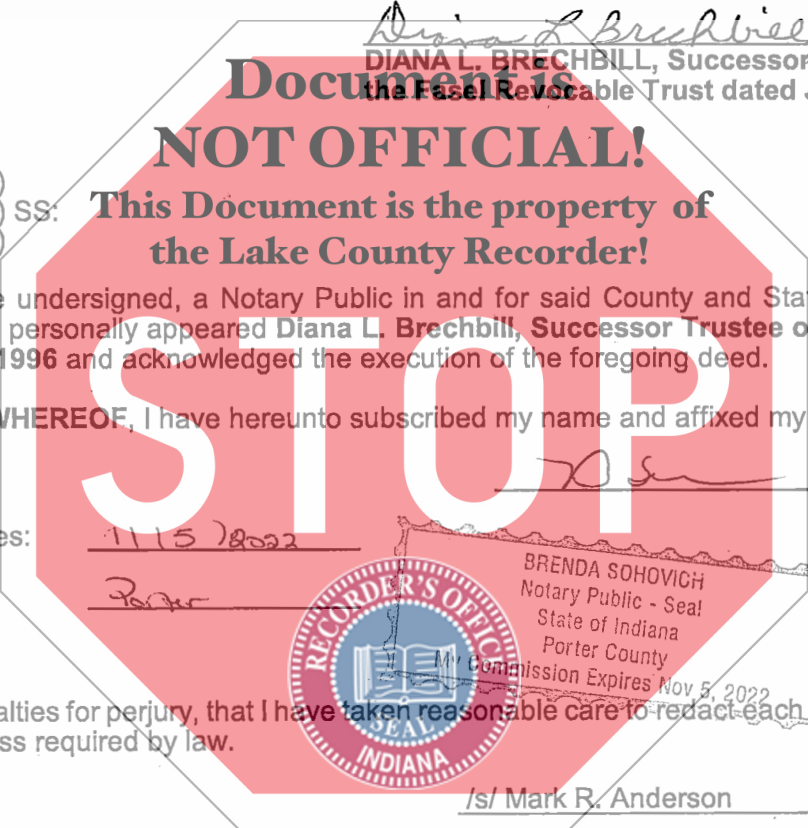 Diana L Brechbill
DIANA L. BRECHBILL, Successor
the Fasel Revocable Trust dated
Document is
NOT OFFICIAL!
This Document is the property of
the Lake County Recorder!
) SS:
undersigned, a Notary Public in and for said County and Sta
personally appeared Diana L. Brechbill, Successor Trustee o
1996 and acknowledged the execution of the foregoing deed.
WHEREOF, I have hereunto subscribed my name and affixed my
STOP
es: 11/5/2022
Porter
BRENDA SOHOVICH
Notary Public - Seal
State of Indiana
Porter County
My Commission Expires Nov 5, 2022
RECORDER'S OFFICE
SEAL
INDIANA
alties for perjury, that I have taken reasonable care to redact each
ss required by law.
/s/ Mark R. Anderson